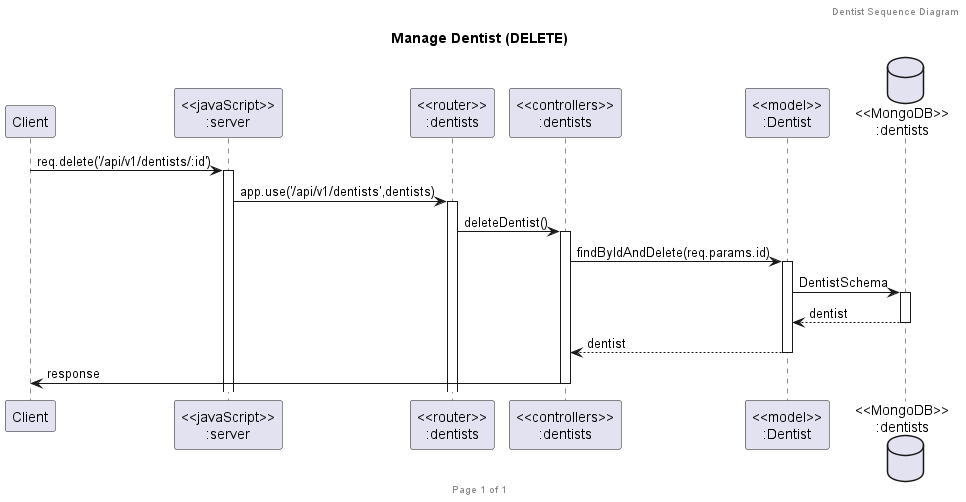 Dentist Sequence Diagram
Manage Dentist (DELETE)
Client
<<javaScript>>
:server
<<router>>
:dentists
<<controllers>>
:dentists
<<model>>
:Dentist
<<MongoDB>>
:dentists
req.delete('/api/v1/dentists/:id')
app.use('/api/v1/dentists',dentists)
deleteDentist()
findByIdAndDelete(req.params.id)
DentistSchema
dentist
dentist
response
Client
<<javaScript>>
:server
<<router>>
:dentists
<<controllers>>
:dentists
<<model>>
:Dentist
<<MongoDB>>
:dentists
Page 1 of 1